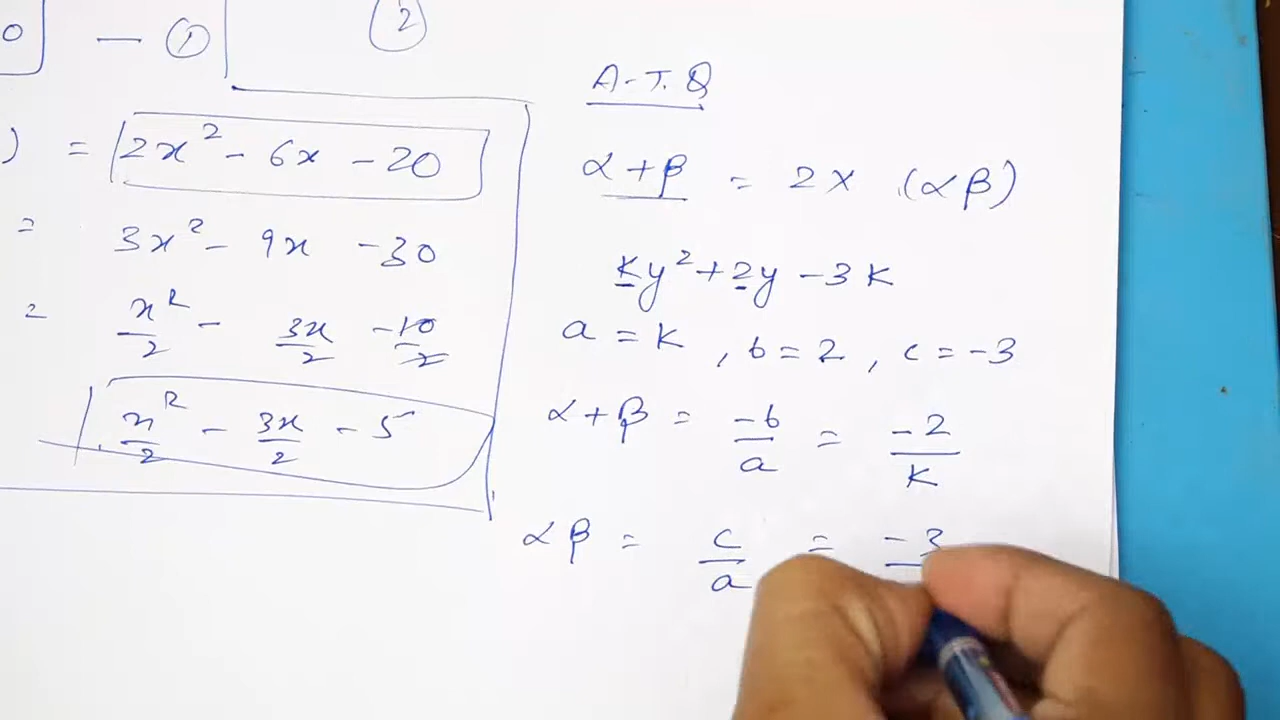 0 — ①
②
) = 2x² - 6x - 20
= 3x² - 9x - 30
= x²/2 - 3x/2 - 10/2
x²/2 - 3x/2 - 5
A-T.Q
α + β = 2 × (αβ)
ky² + 2y - 3k
a = k , b = 2 , c = -3
α + β = -b/a = -2/k
αβ = c/a = -3